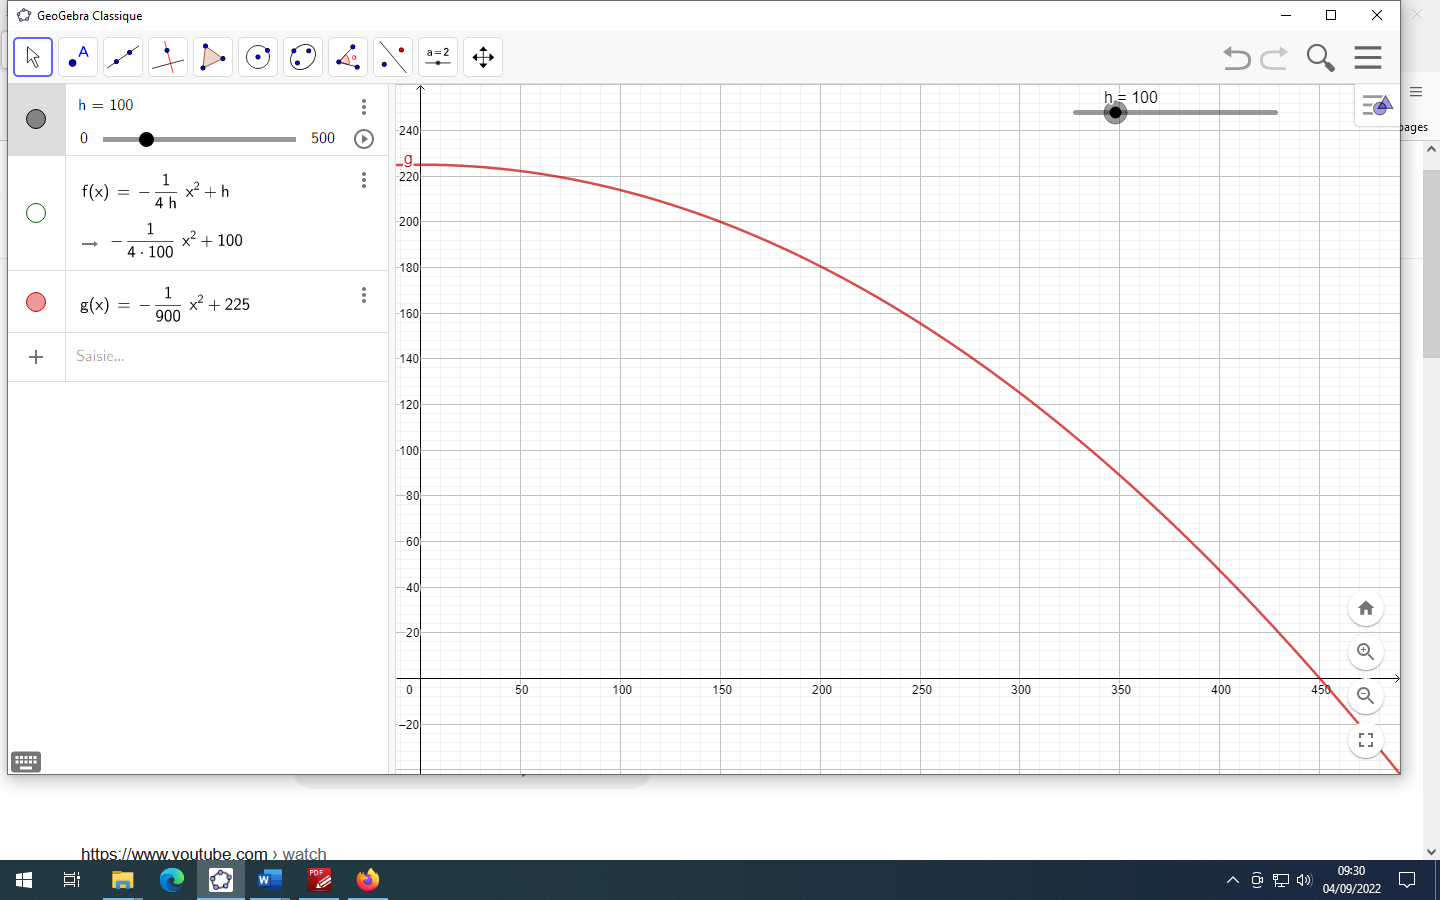 GeoGebra Classique
A
α
a=2
h = 100
0
500
f(x) = − 1/(4 h) x² + h
→ − 1/(4 · 100) x² + 100
g(x) = − 1/900 x² + 225
+ Saisie...
h = 100
g
240
220
200
180
160
140
120
100
80
60
40
20
0
−20
50
100
150
200
250
300
350
400
450
pages
https://www.youtube.com › watch
PDF
W
09:30
04/09/2022